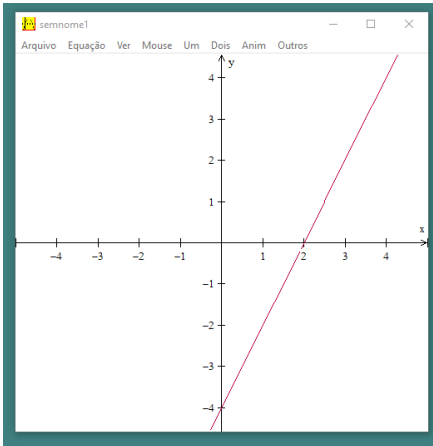 semnome1
Arquivo Equação Ver Mouse Um Dois Anim Outros
y
4
3
2
1
x
−4 −3 −2 −1 1 2 3 4
−1
−2
−3
−4